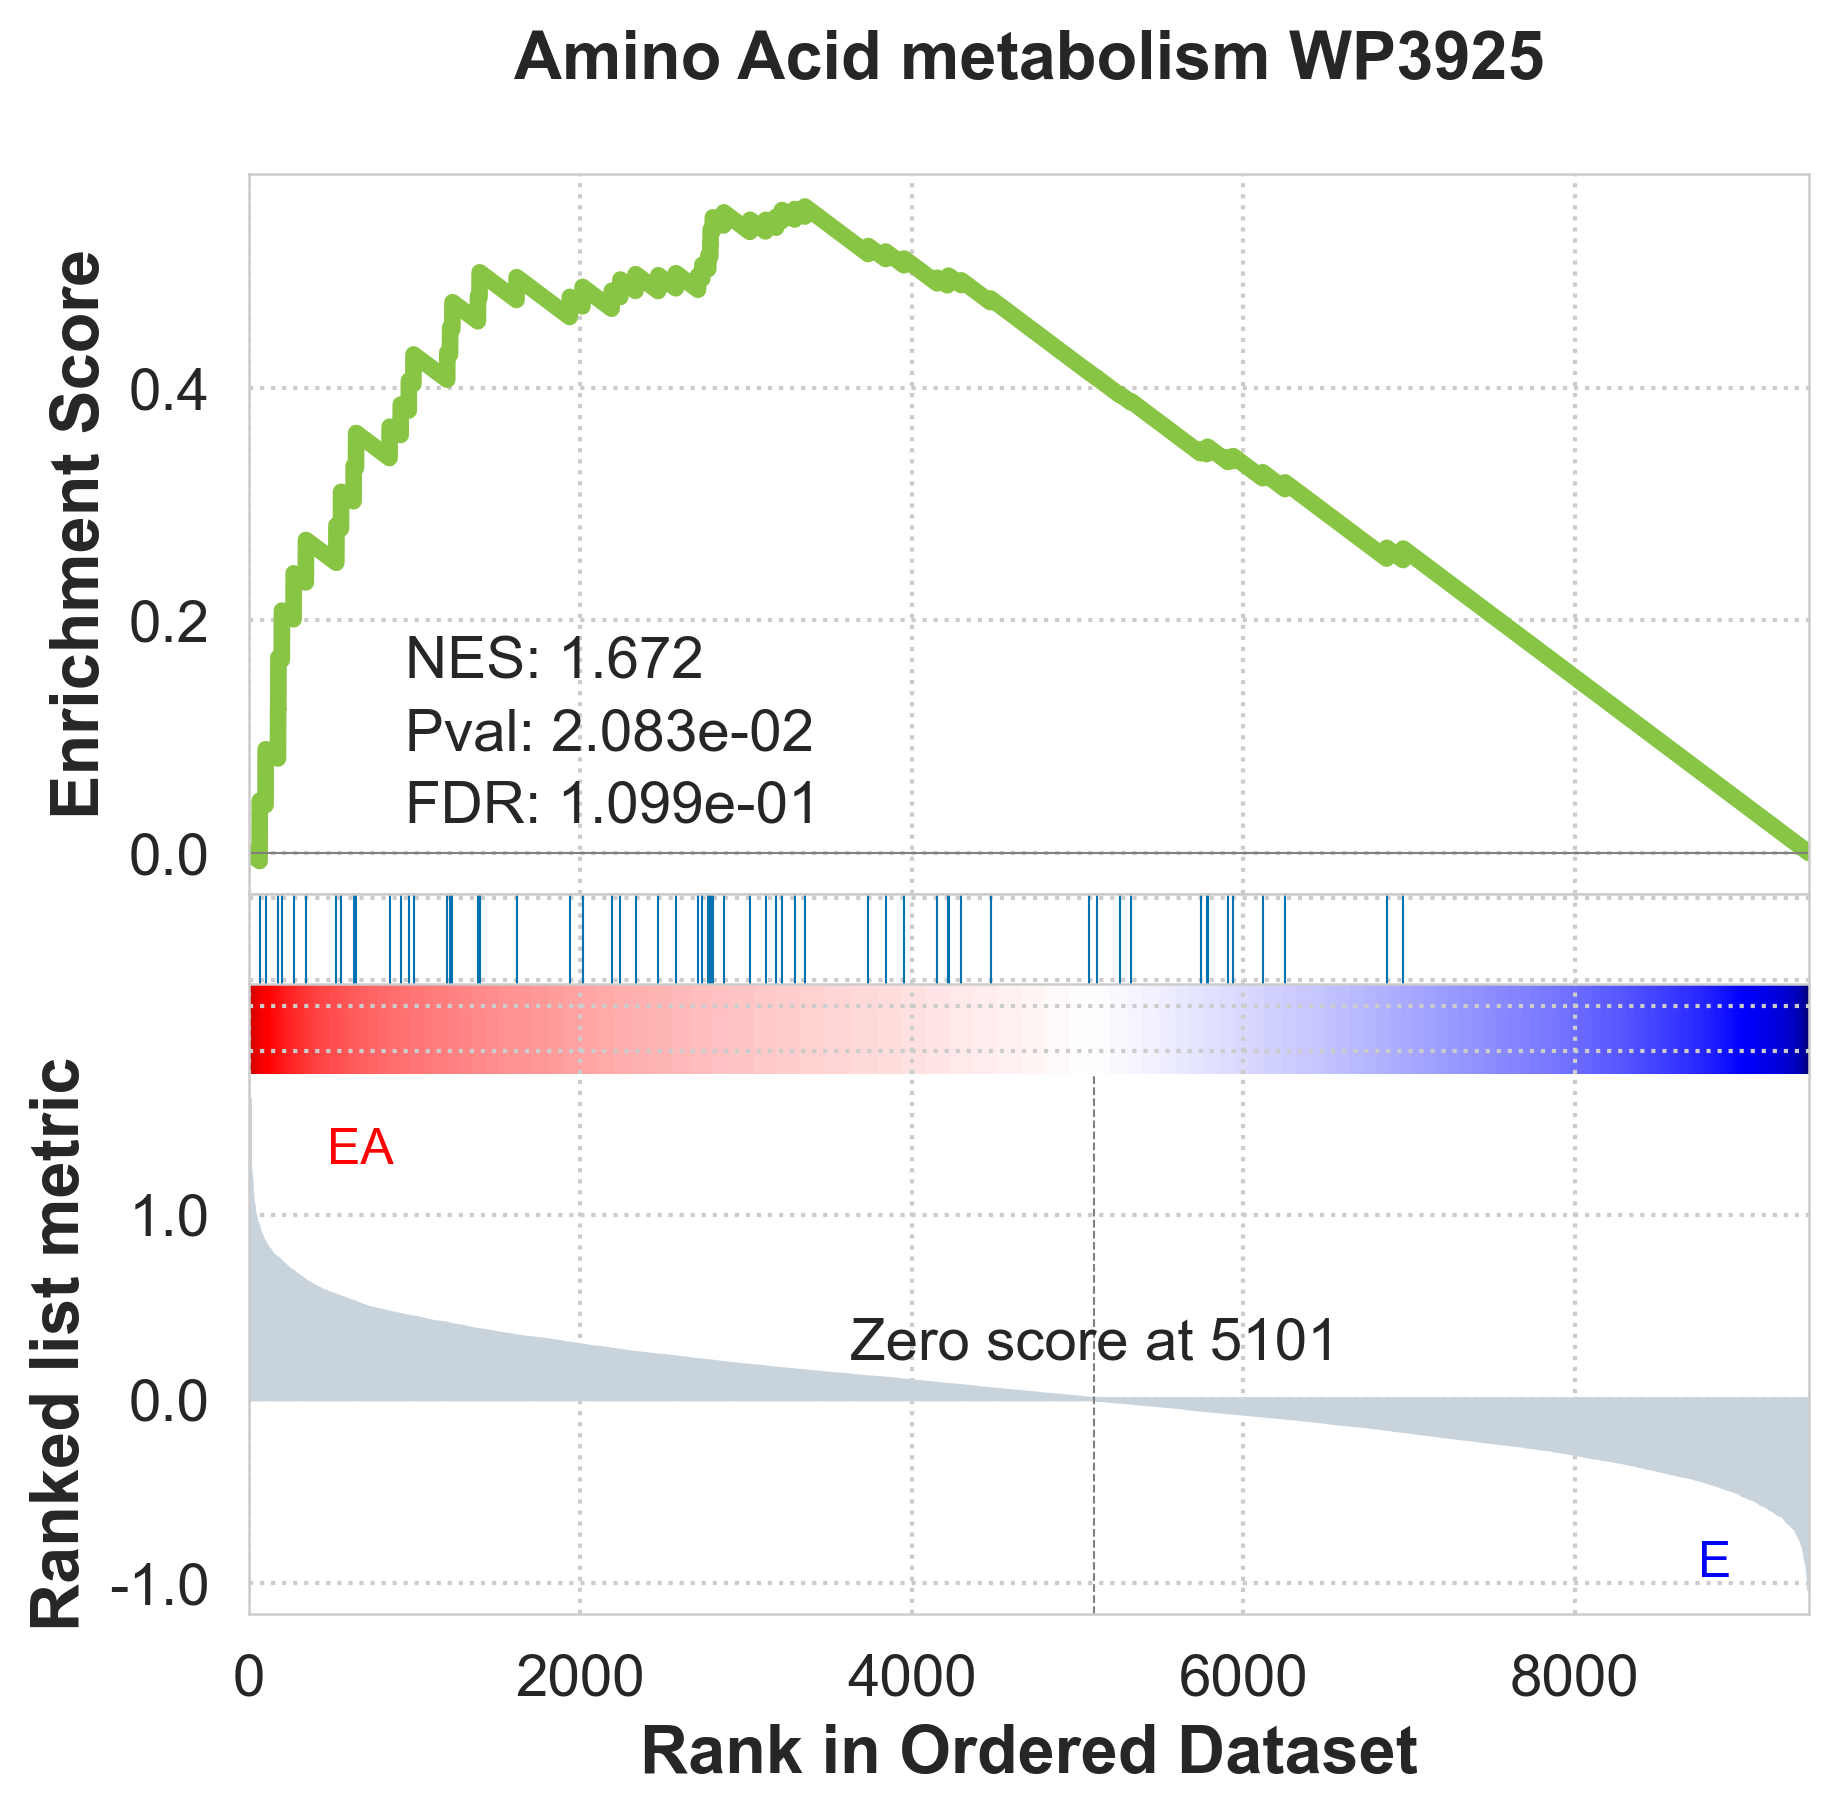 Amino Acid metabolism WP3925
Enrichment Score
0.4
0.2
0.0
NES: 1.672
Pval: 2.083e-02
FDR: 1.099e-01
Ranked list metric
EA
1.0
0.0
-1.0
Zero score at 5101
E
0 2000 4000 6000 8000
Rank in Ordered Dataset